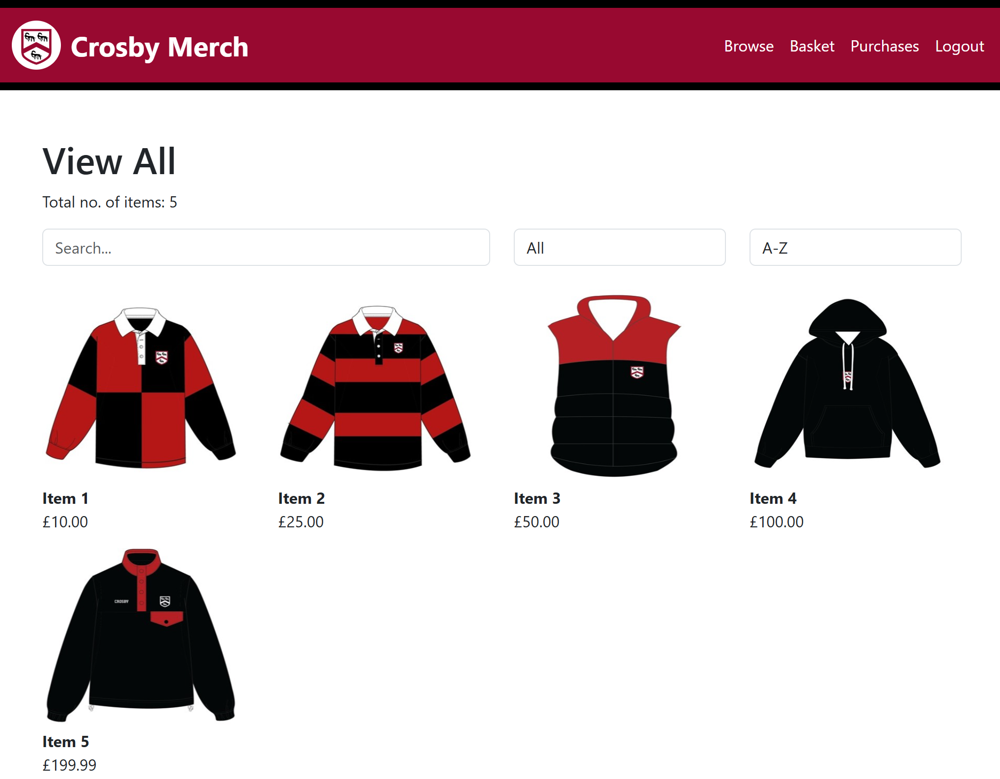 Crosby Merch
Browse Basket Purchases Logout
View All
Total no. of items: 5
Search...
All
A-Z
Item 1
£10.00
Item 2
£25.00
Item 3
£50.00
Item 4
£100.00
CROSBY
Item 5
£199.99